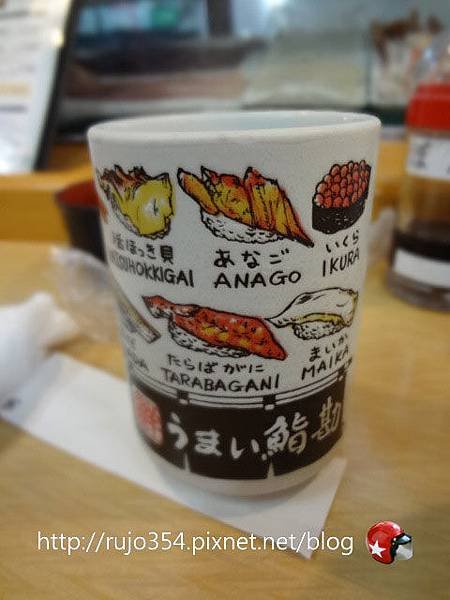 活ほっき貝
あなご
ANAGO
いくら
IKURA
たらばがに
TARABAGANI
まいか
MAIKA
うまい鮨勘
http://rujo354.pixnet.net/blog